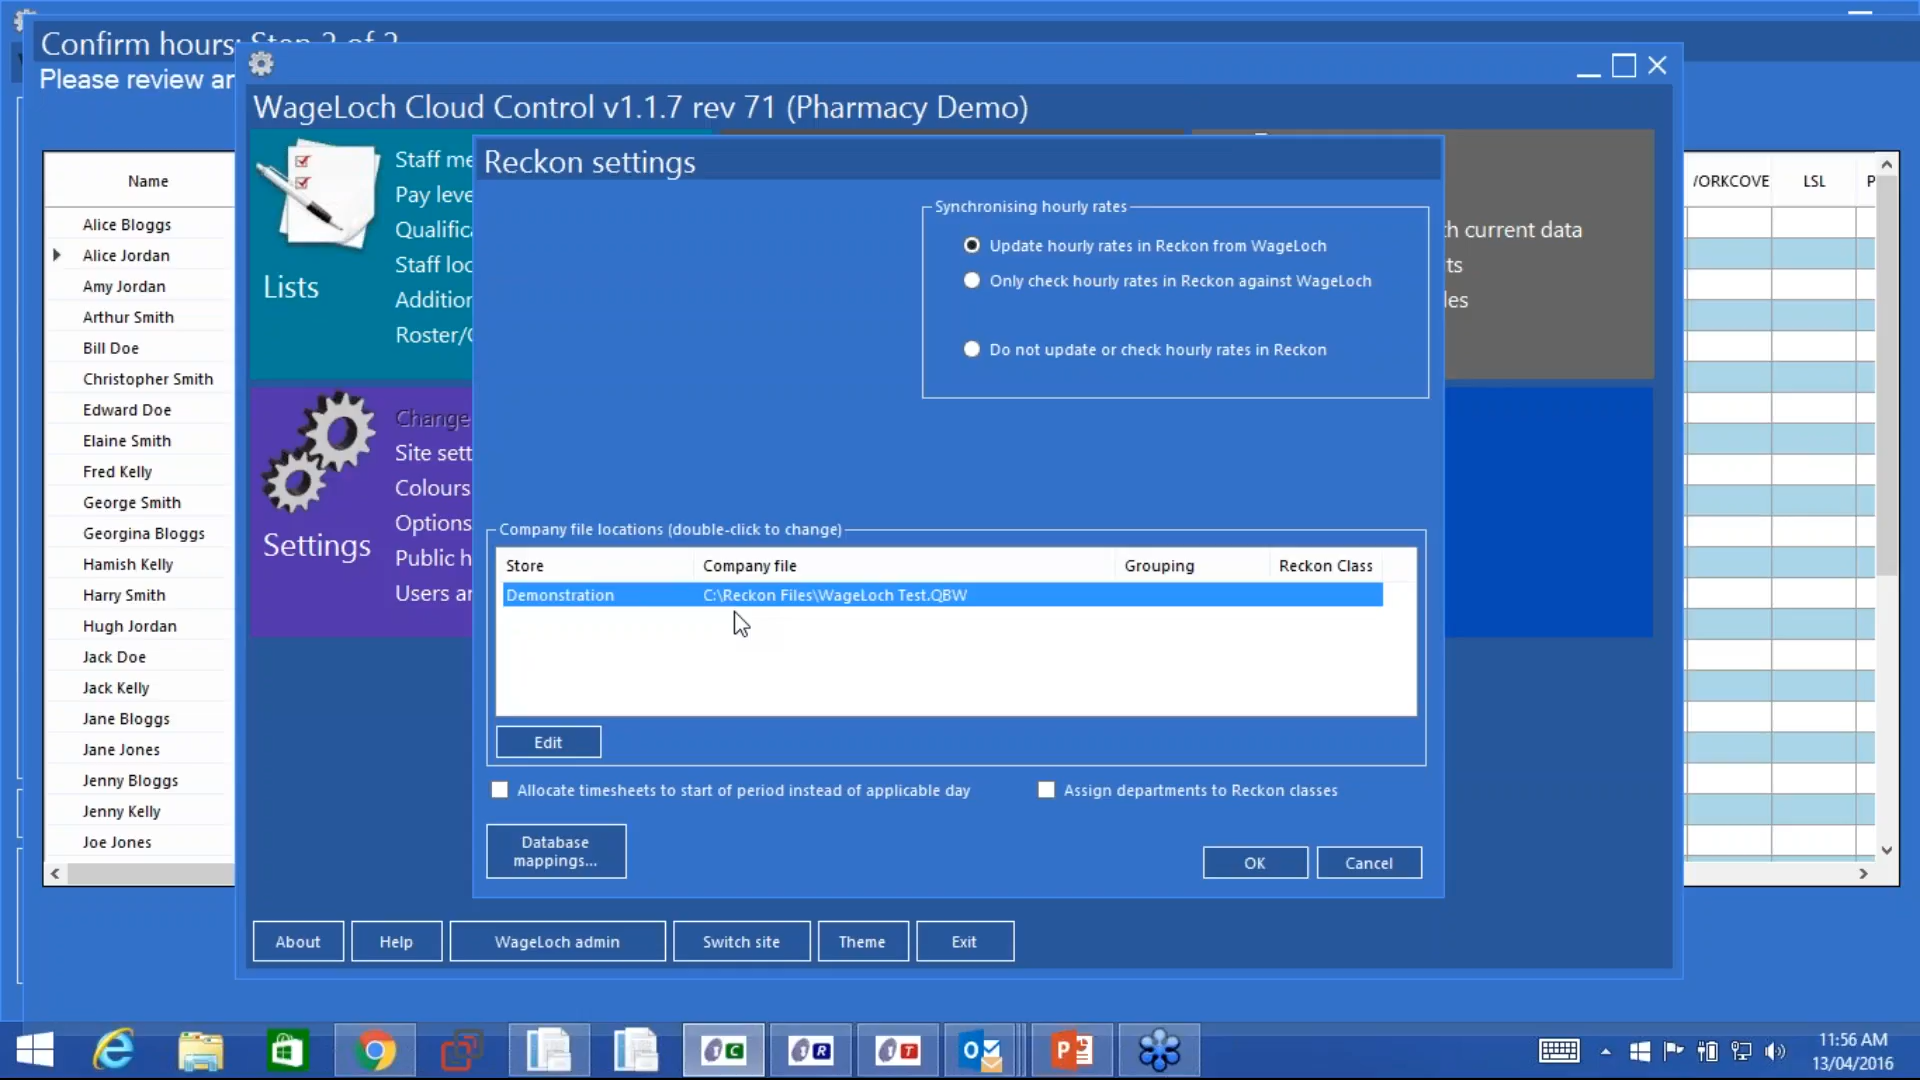 Confirm hours: Step 2 of 2
Please review an
WageLoch Cloud Control v1.1.7 rev 71 (Pharmacy Demo)
Name
Alice Bloggs
Alice Jordan
Amy Jordan
Arthur Smith
Bill Doe
Christopher Smith
Edward Doe
Elaine Smith
Fred Kelly
George Smith
Georgina Bloggs
Hamish Kelly
Harry Smith
Hugh Jordan
Jack Doe
Jack Kelly
Jane Bloggs
Jane Jones
Jenny Bloggs
Jenny Kelly
Joe Jones
Lists
Staff me
Pay leve
Qualifica
Staff loc
Addition
Roster/C
Settings
Change
Site sett
Colours
Options
Public h
Users an
Reckon settings
Synchronising hourly rates
Update hourly rates in Reckon from WageLoch
Only check hourly rates in Reckon against WageLoch
Do not update or check hourly rates in Reckon
Company file locations (double-click to change)
Store Company file Grouping Reckon Class
Demonstration C:\Reckon Files\WageLoch Test.QBW
Edit
Allocate timesheets to start of period instead of applicable day
Assign departments to Reckon classes
Database
mappings...
OK
Cancel
h current data
ts
les
ORKCOVE LSL P
About
Help
WageLoch admin
Switch site
Theme
Exit
11:56 AM
13/04/2016